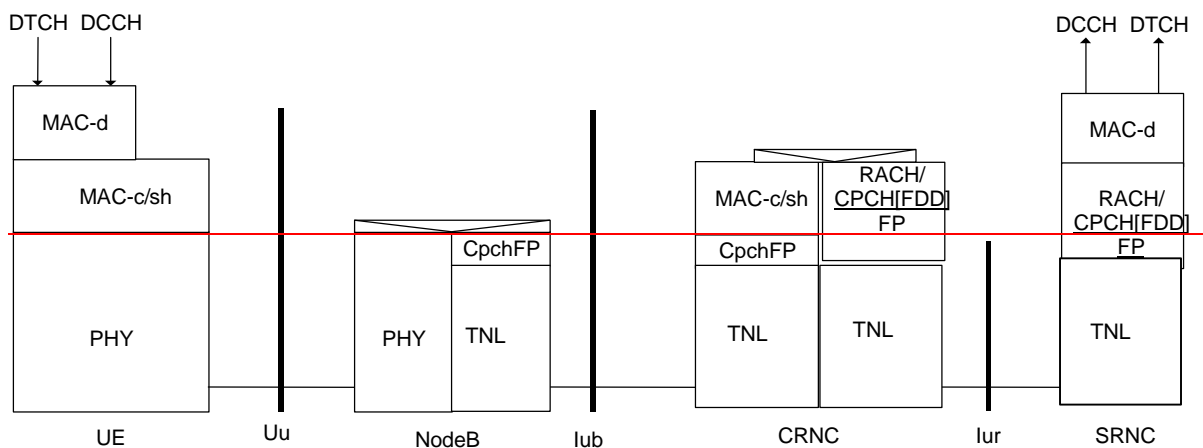 DTCH DCCH
DCCH DTCH
MAC-d
MAC-d
MAC-c/sh
MAC-c/sh
RACH/
CPCH[FDD]
FP
RACH/
CPCH[FDD]
FP
CpchFP
CpchFP
PHY
PHY
TNL
TNL
TNL
TNL
UE
Uu
NodeB
Iub
CRNC
Iur
SRNC